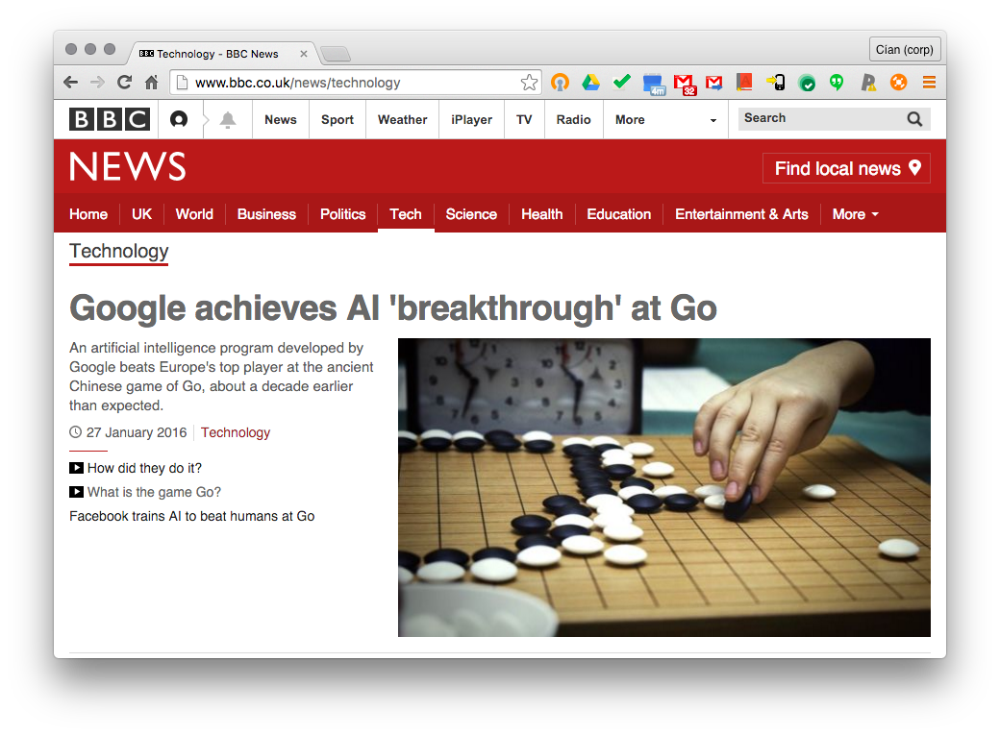 BBC Technology - BBC News
Cian (corp)
www.bbc.co.uk/news/technology
4m
32
BBC
News
Sport
Weather
iPlayer
TV
Radio
More
Search
NEWS
Find local news
Home
UK
World
Business
Politics
Tech
Science
Health
Education
Entertainment & Arts
More
Technology
Google achieves AI 'breakthrough' at Go
An artificial intelligence program developed by
Google beats Europe's top player at the ancient
Chinese game of Go, about a decade earlier
than expected.
27 January 2016
Technology
How did they do it?
What is the game Go?
Facebook trains AI to beat humans at Go